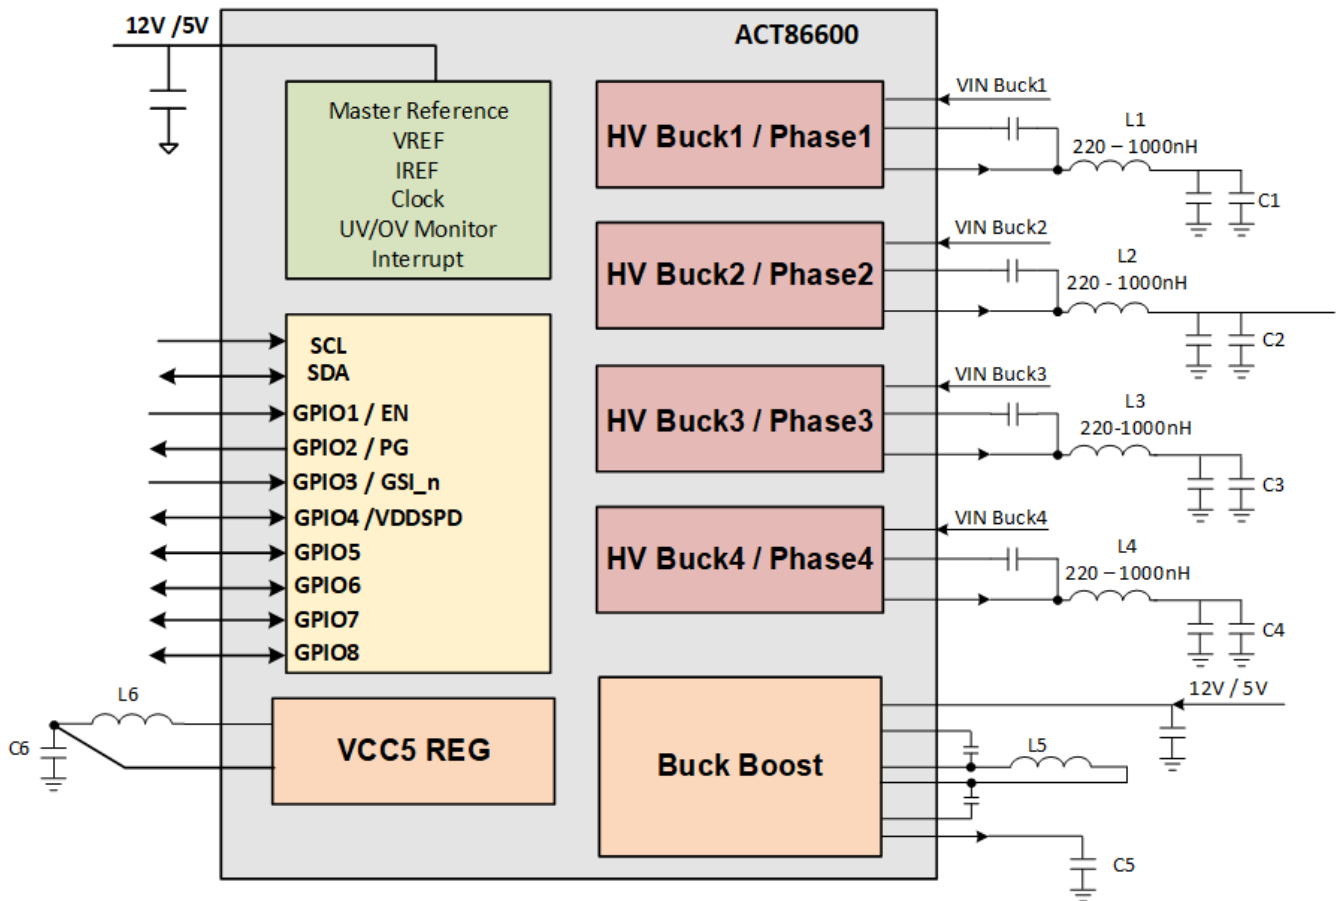 12V /5V
ACT86600
Master Reference
VREF
IREF
Clock
UV/OV Monitor
Interrupt
SCL
SDA
GPIO1 / EN
GPIO2 / PG
GPIO3 / GSI_n
GPIO4 /VDDSPD
GPIO5
GPIO6
GPIO7
GPIO8
L6
C6
VCC5 REG
HV Buck1 / Phase1
VIN Buck1
L1
220 – 1000nH
C1
HV Buck2 / Phase2
VIN Buck2
L2
220 - 1000nH
C2
HV Buck3 / Phase3
VIN Buck3
L3
220-1000nH
C3
HV Buck4 / Phase4
VIN Buck4
L4
220 – 1000nH
C4
Buck Boost
12V / 5V
L5
C5